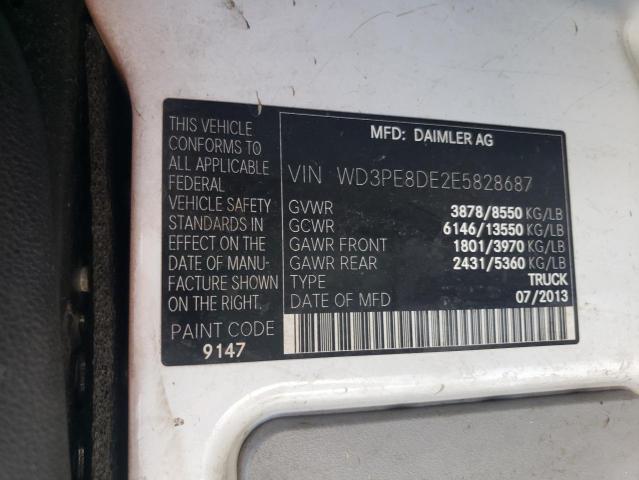 THIS VEHICLE
CONFORMS TO
ALL APPLICABLE
FEDERAL
VEHICLE SAFETY
STANDARDS IN
EFFECT ON THE
DATE OF MANU-
FACTURE SHOWN
ON THE RIGHT.
PAINT CODE
9147
MFD: DAIMLER AG
VIN WD3PE8DE2E5828687
GVWR 3878/8550 KG/LB
GCWR 6146/13550 KG/LB
GAWR FRONT 1801/3970 KG/LB
GAWR REAR 2431/5360 KG/LB
TYPE TRUCK
DATE OF MFD 07/2013